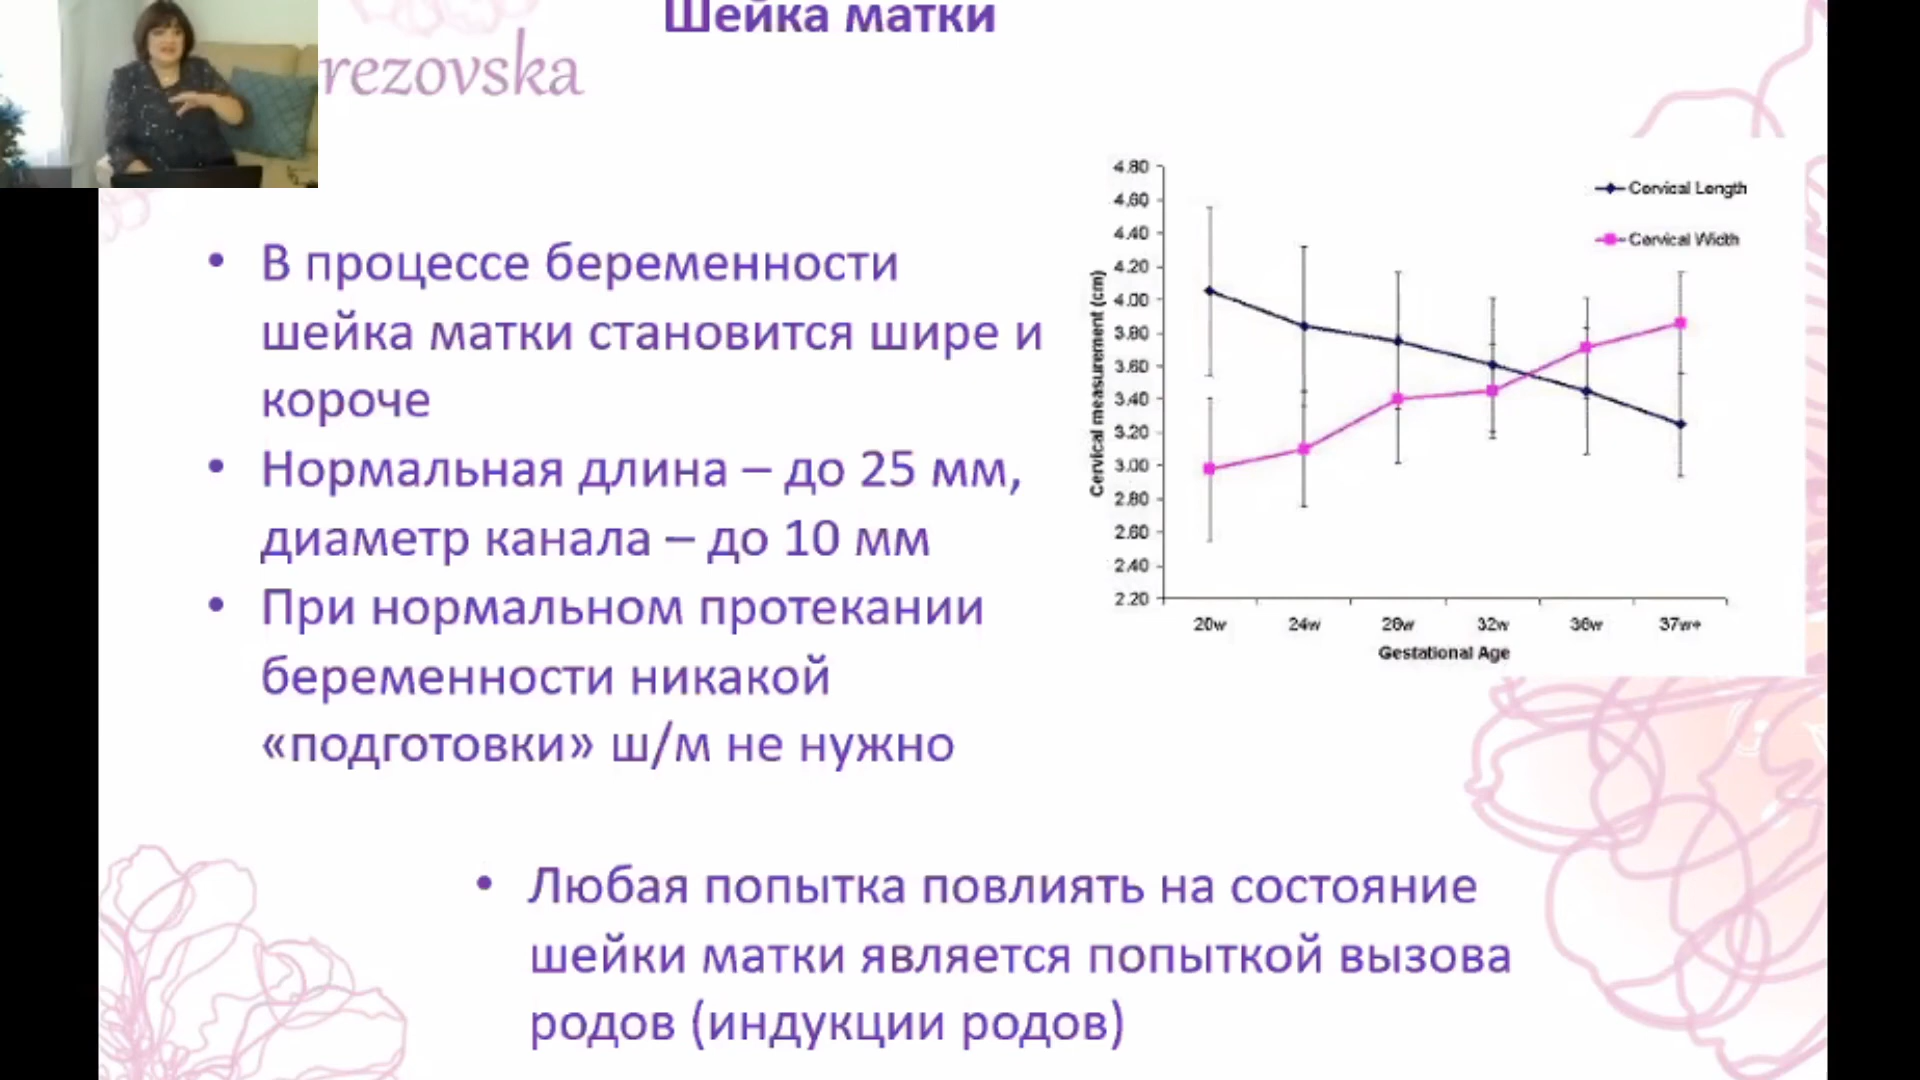 Шейка матки
rezovska
• В процессе беременности
шейка матки становится шире и
короче
• Нормальная длина – до 25 мм,
диаметр канала – до 10 мм
• При нормальном протекании
беременности никакой
«подготовки» ш/м не нужно
• Любая попытка повлиять на состояние
шейки матки является попыткой вызова
родов (индукции родов)
Cervical Length
Cervical Width
Cervical measurement (cm)
4.80
4.60
4.40
4.20
4.00
3.80
3.60
3.40
3.20
3.00
2.80
2.60
2.40
2.20
20w 24w 28w 32w 36w 37w+
Gestational Age